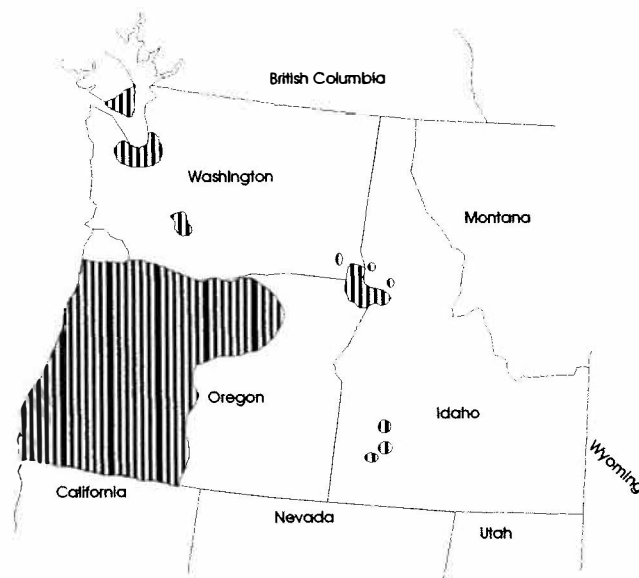 British Columbia
Washington
Montana
Oregon
Idaho
Wyoming
California
Nevada
Utah